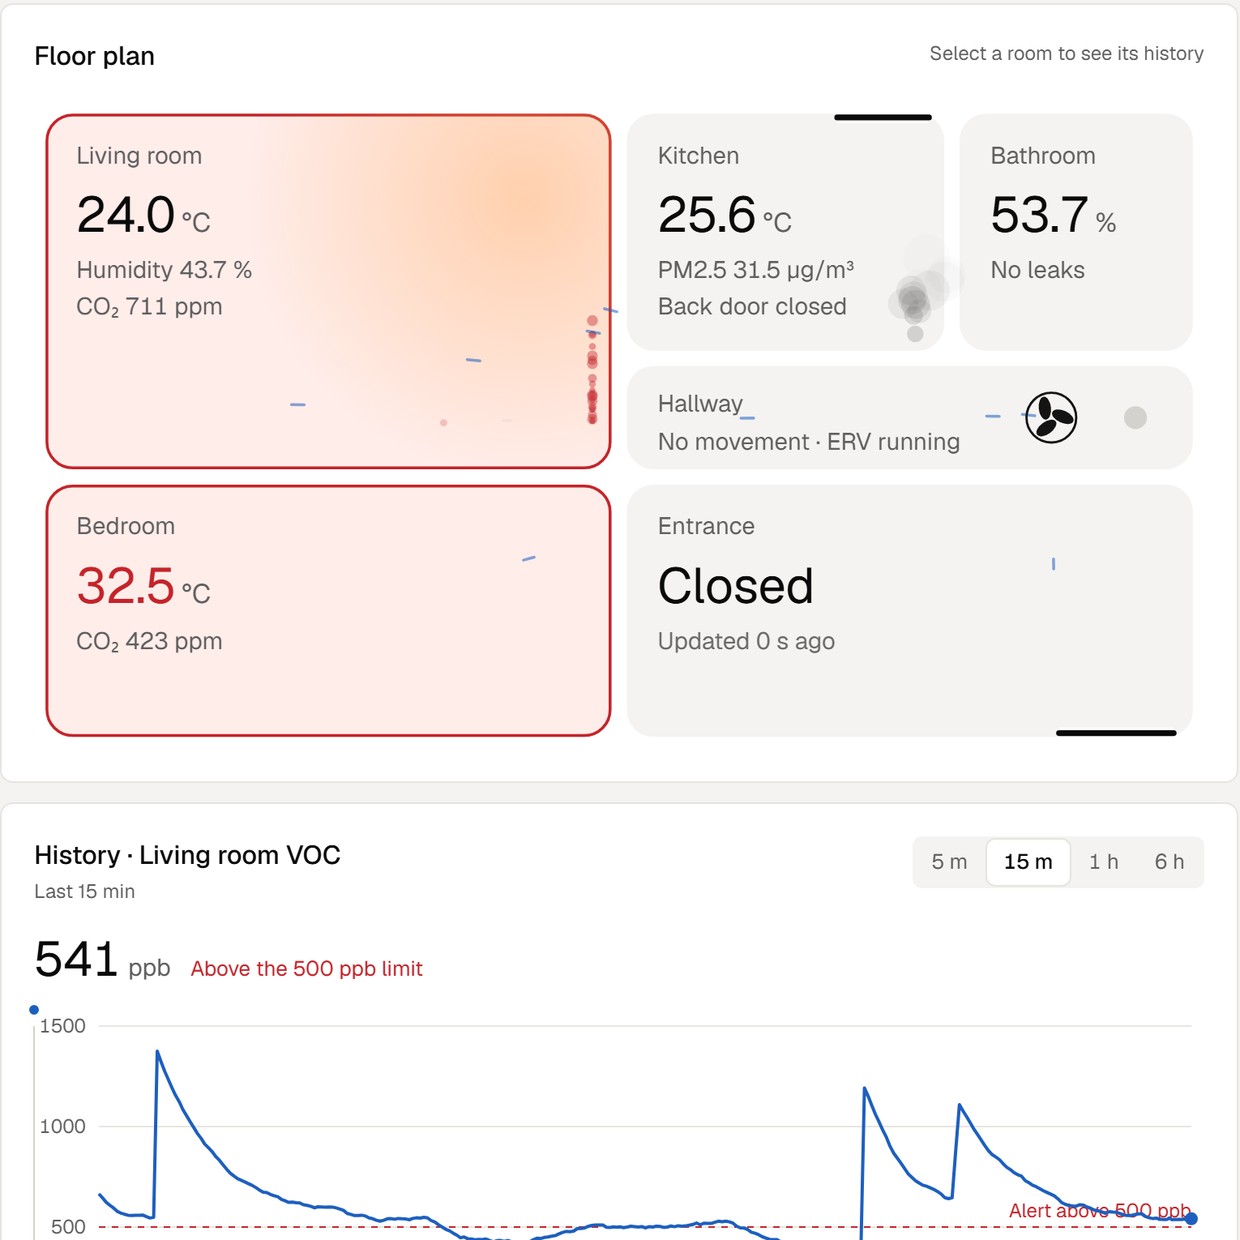 Floor plan
Select a room to see its history
Living room
24.0 °C
Humidity 43.7 %
CO₂ 711 ppm
Kitchen
25.6 °C
PM2.5 31.5 µg/m³
Back door closed
Bathroom
53.7 %
No leaks
Hallway
No movement · ERV running
Bedroom
32.5 °C
CO₂ 423 ppm
Entrance
Closed
Updated 0 s ago
History · Living room VOC
Last 15 min
5 m 15 m 1 h 6 h
541 ppb Above the 500 ppb limit
1500
1000
Alert above 500 ppb
500